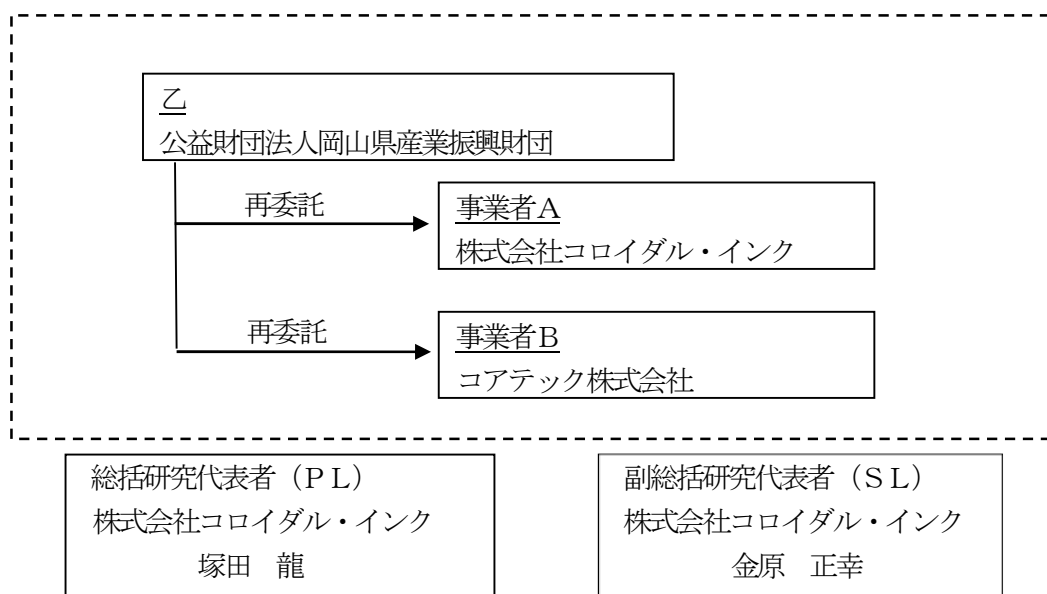 乙
公益財団法人岡山県産業振興財団
再委託
事業者A
株式会社コロイダル・インク
再委託
事業者B
コアテック株式会社
総括研究代表者（PL）
株式会社コロイダル・インク
塚田　龍
副総括研究代表者（SL）
株式会社コロイダル・インク
金原　正幸